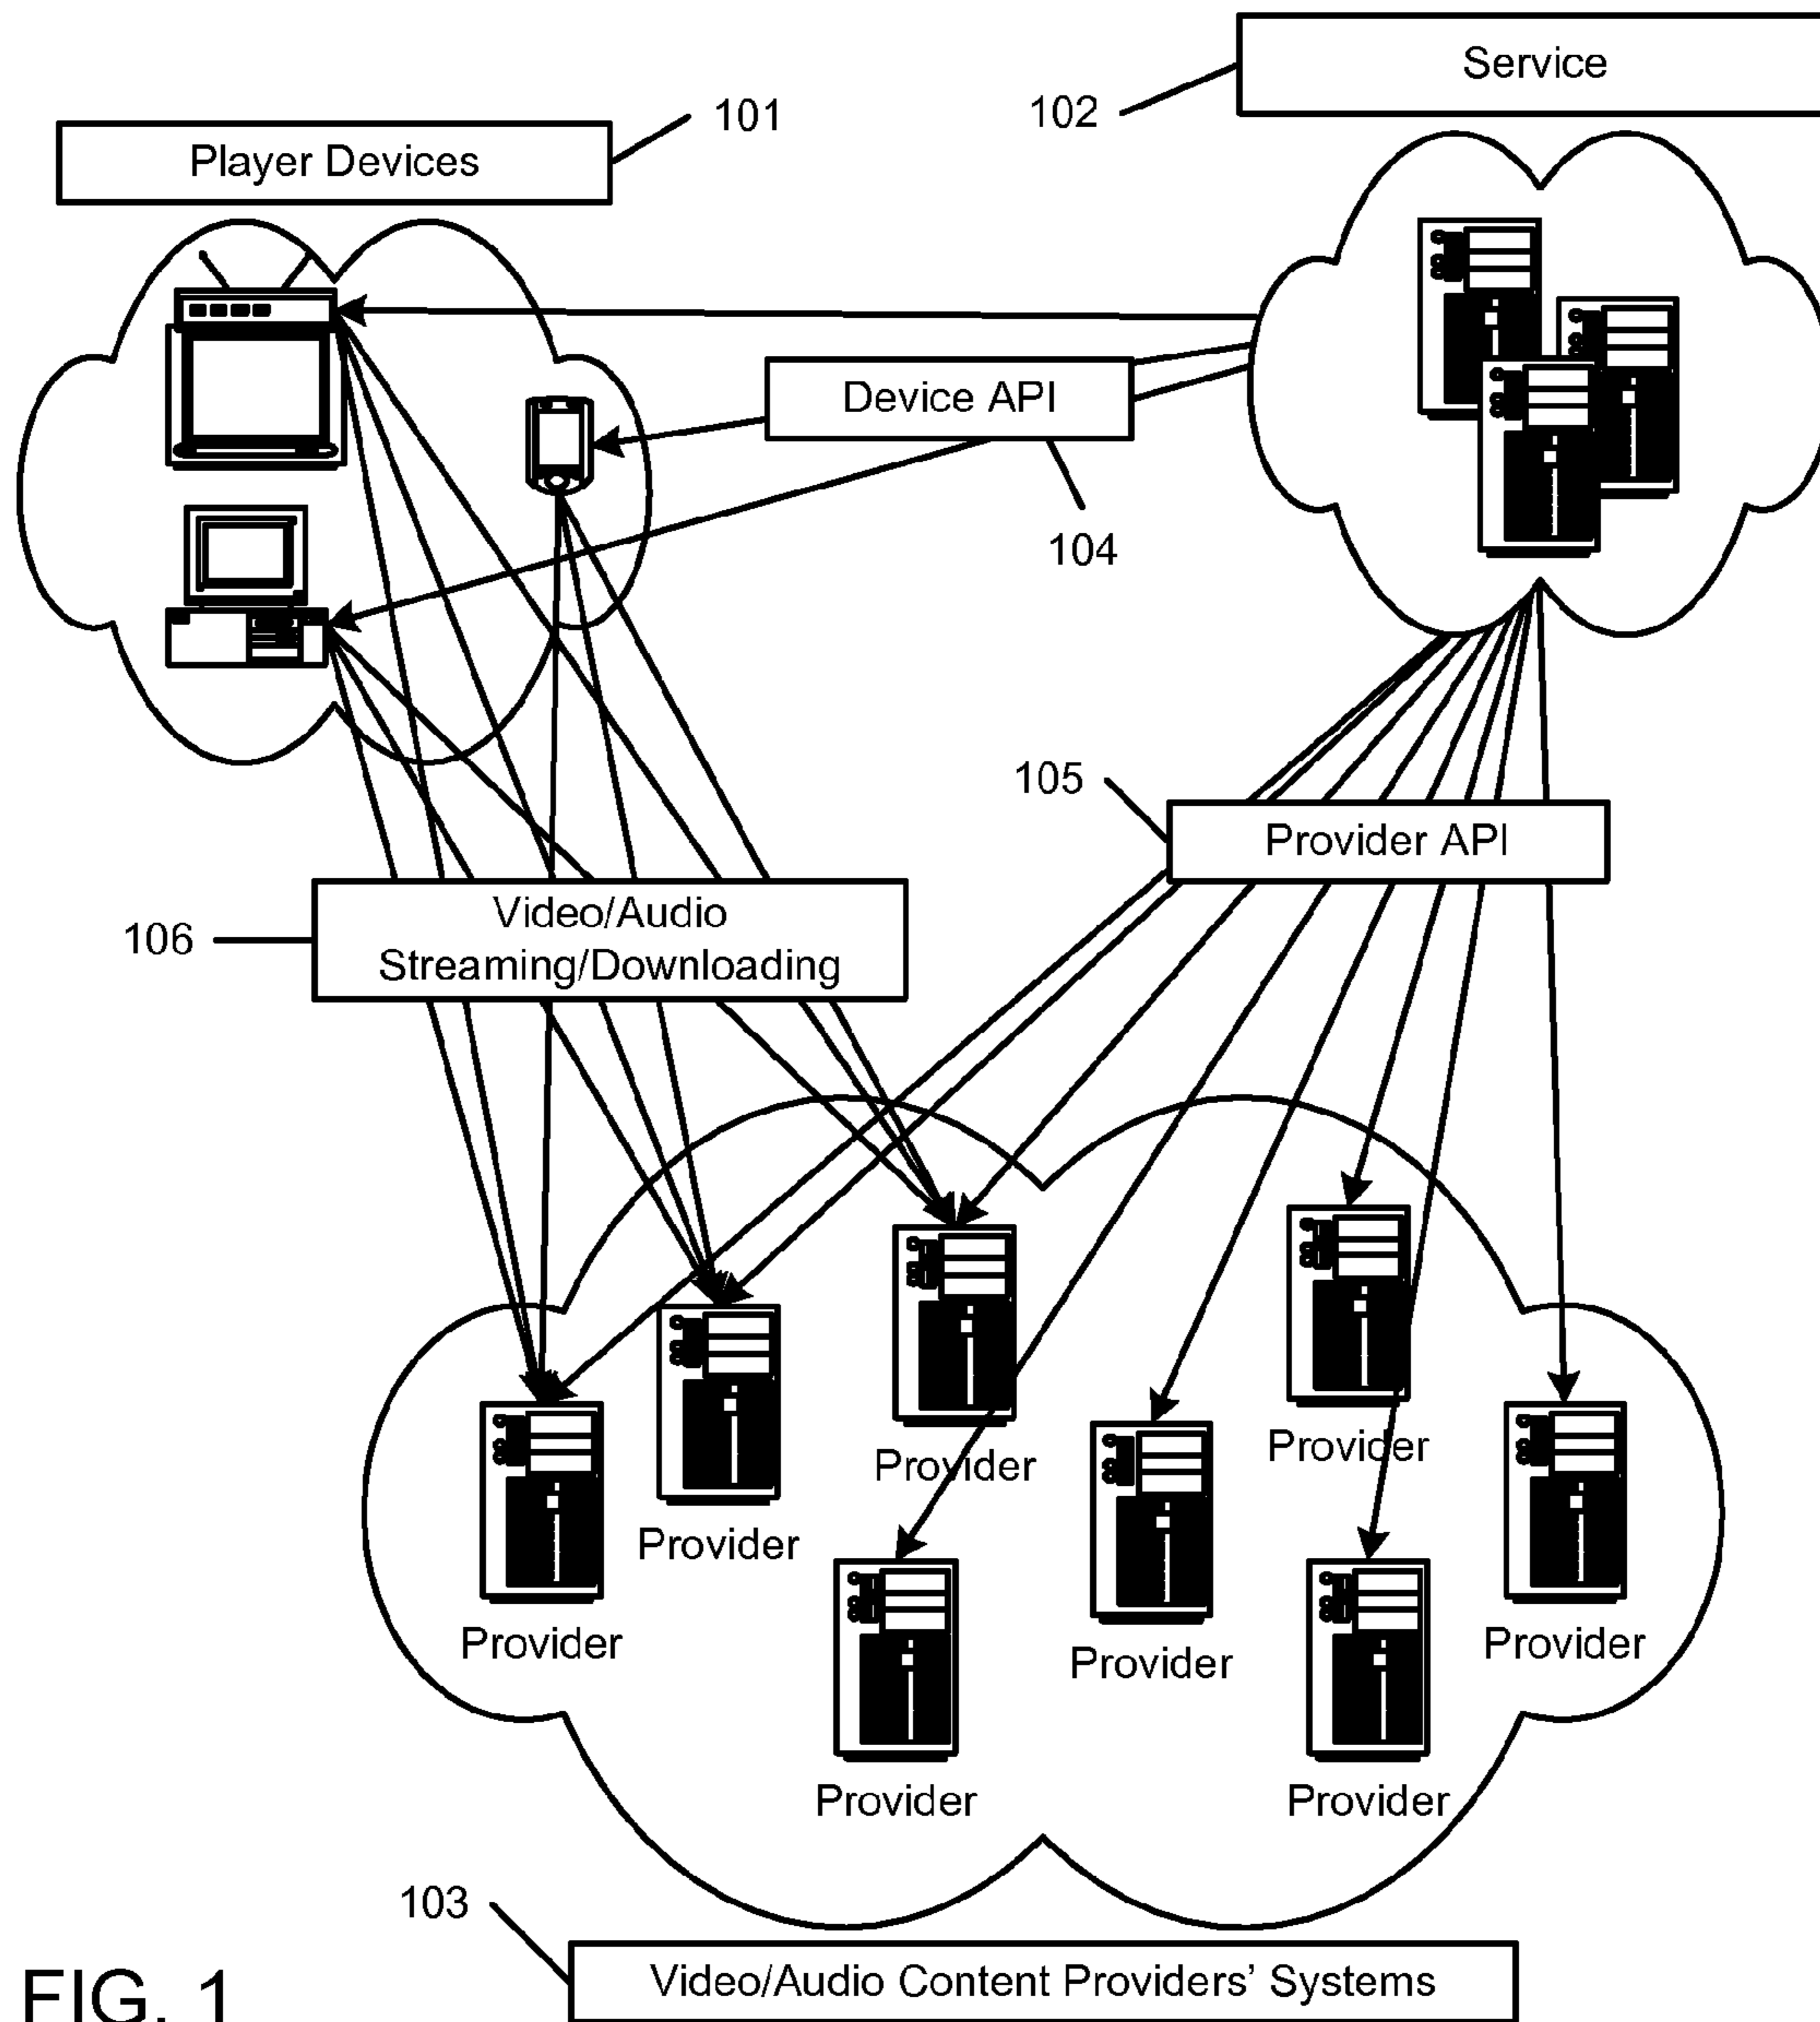 Service
102
101
Player Devices
Device API
104
105
Provider API
Video/Audio
Streaming/Downloading
106
Provider
Provider
Provider
Provider
Provider
Provider
Provider
Provider
103
Video/Audio Content Providers' Systems
FIG. 1